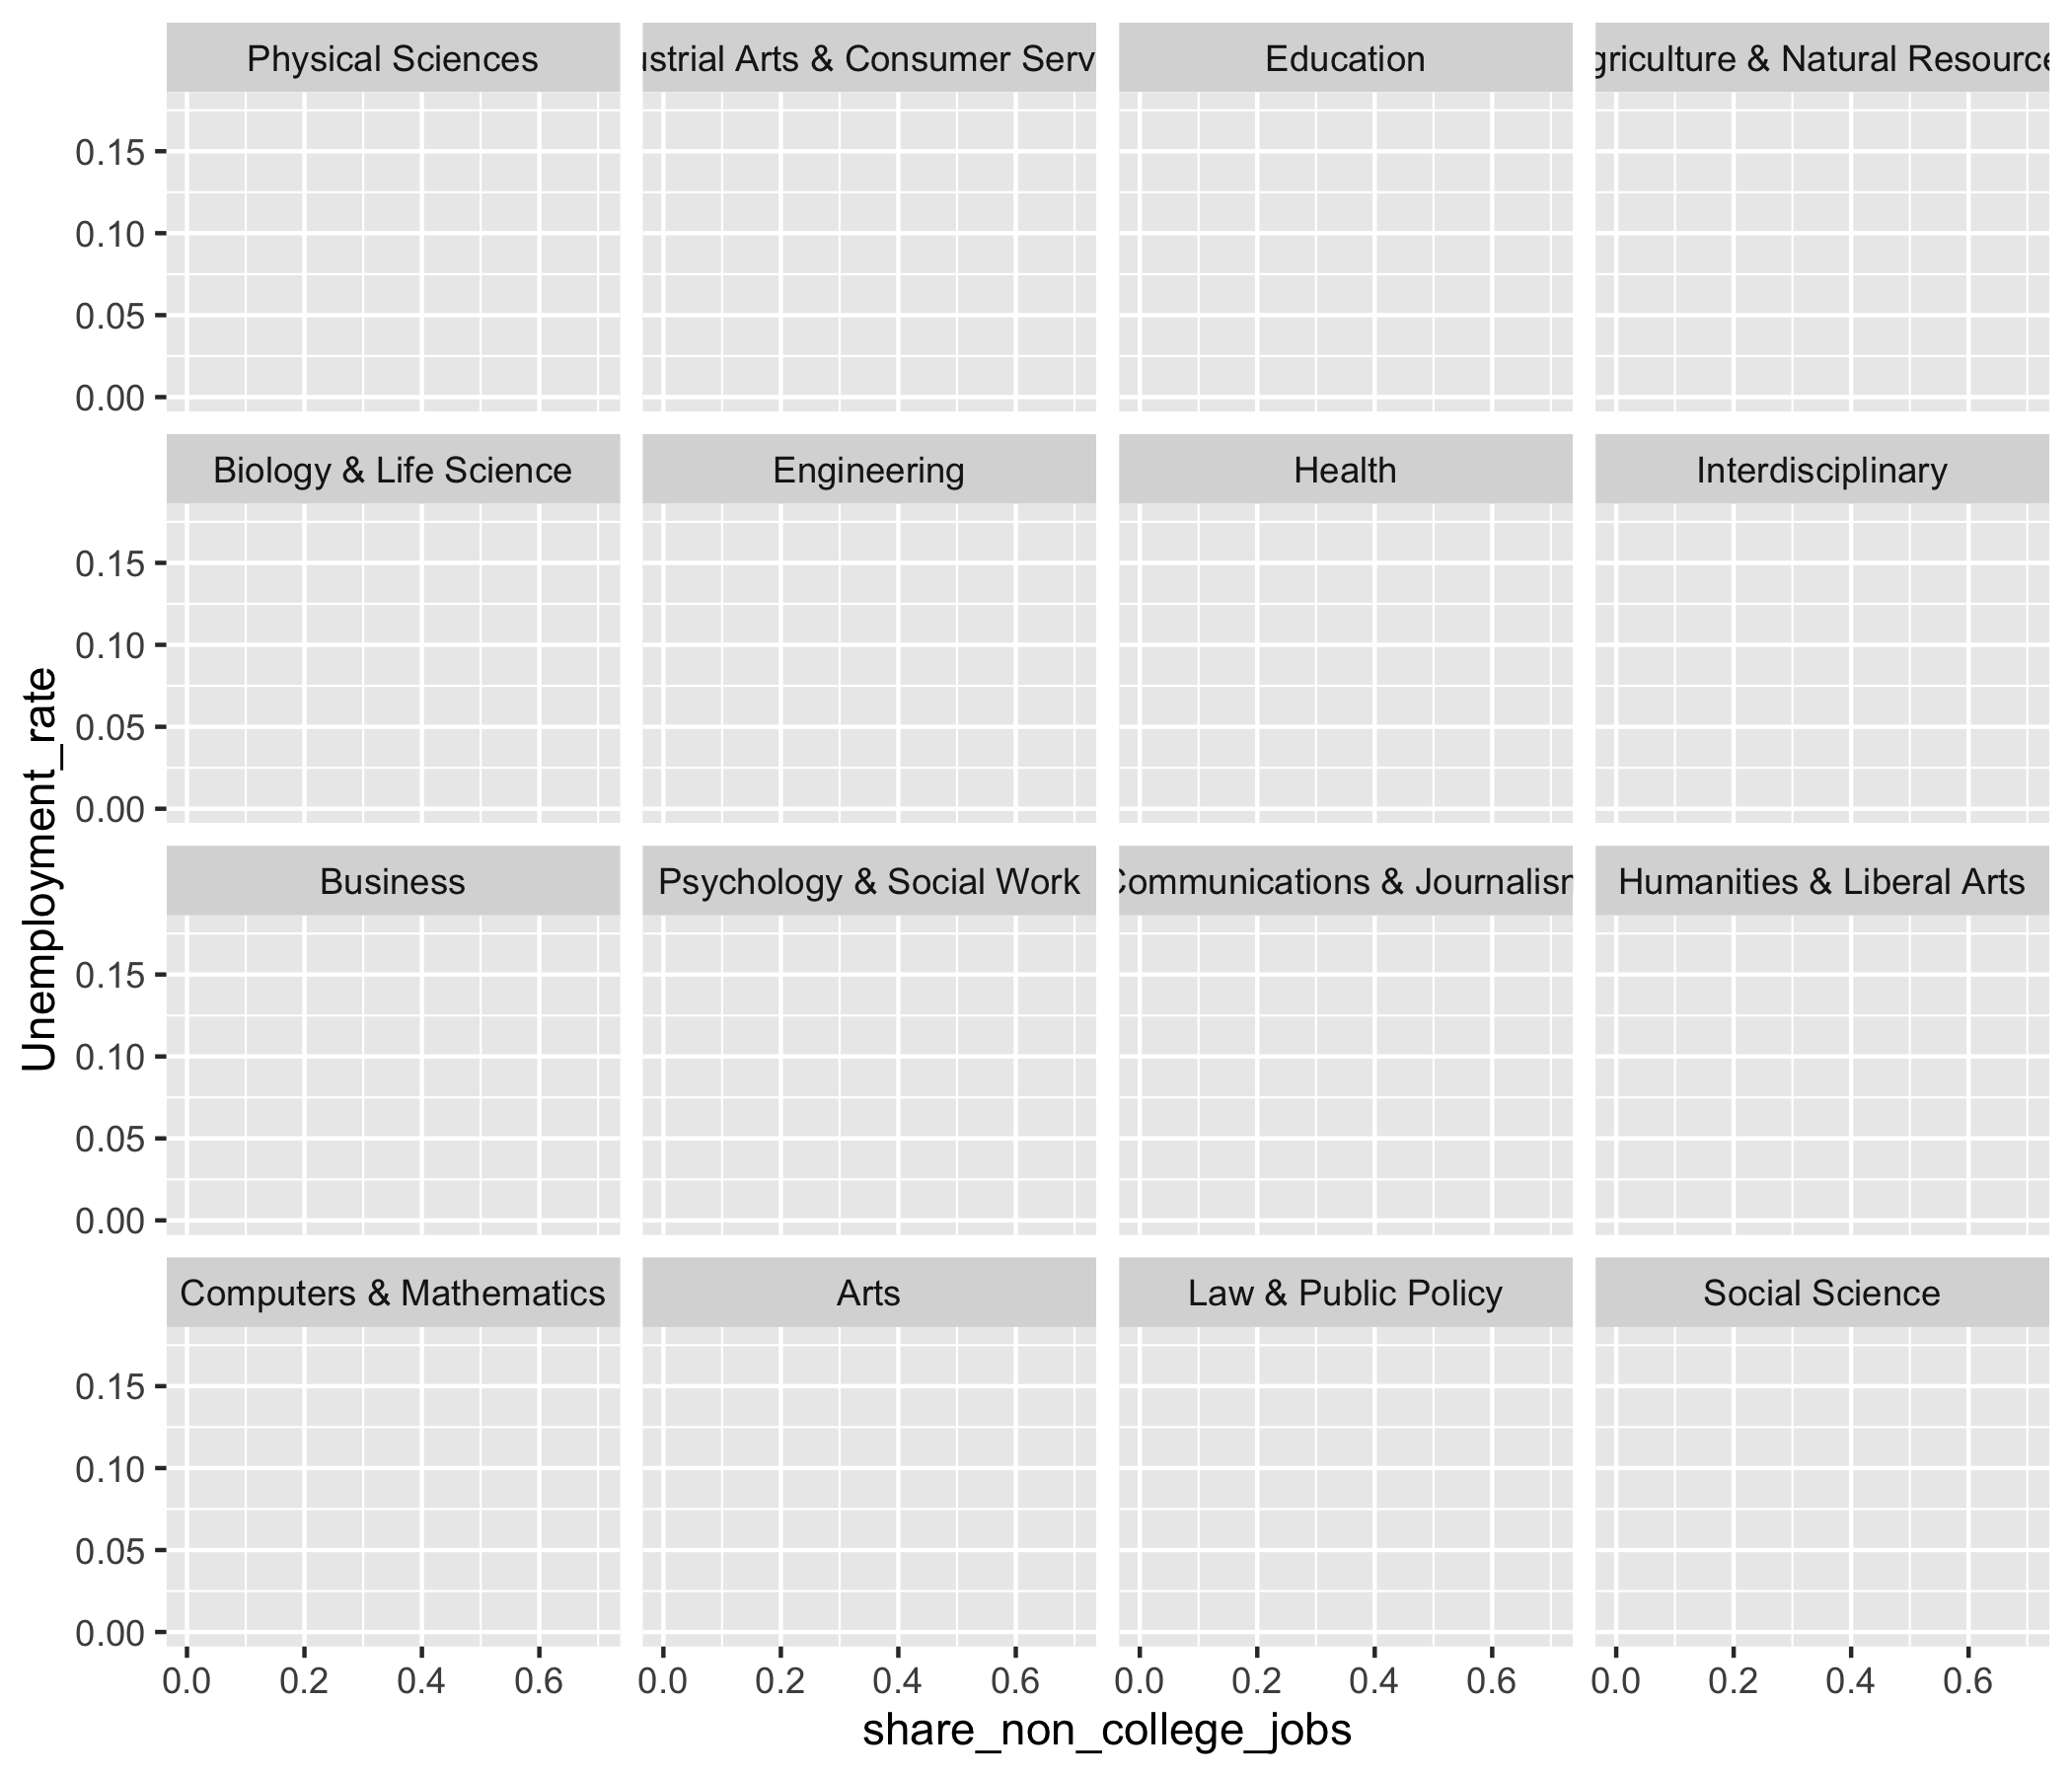 Physical Sciences
ustrial Arts & Consumer Serv
Education
griculture & Natural Resource
0.15
0.10
0.05
0.00
Biology & Life Science
Engineering
Health
Interdisciplinary
0.15
0.10
0.05
0.00
Business
Psychology & Social Work
Communications & Journalism
Humanities & Liberal Arts
0.15
0.10
0.05
0.00
Computers & Mathematics
Arts
Law & Public Policy
Social Science
0.15
0.10
0.05
0.00
0.0 0.2 0.4 0.6
0.0 0.2 0.4 0.6
0.0 0.2 0.4 0.6
0.0 0.2 0.4 0.6
share_non_college_jobs
Unemployment_rate